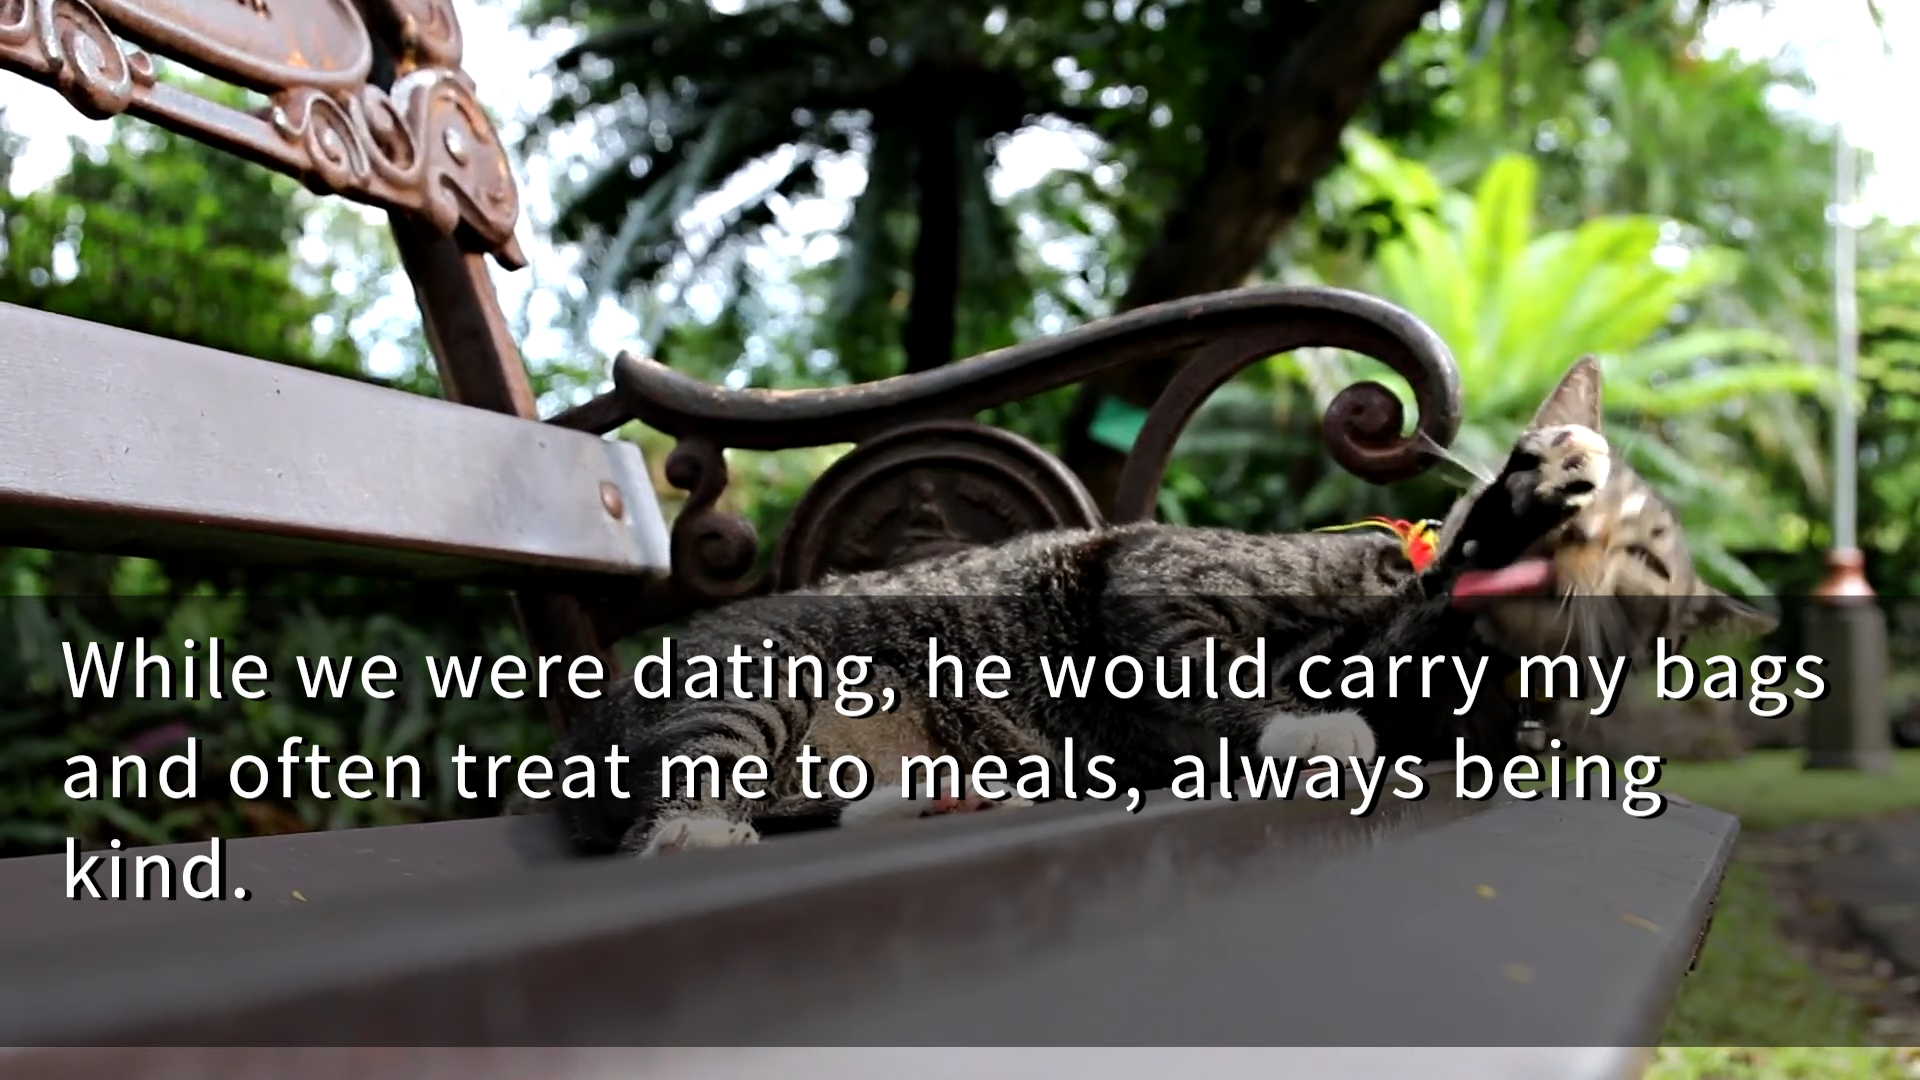 While we were dating, he would carry my bags
and often treat me to meals, always being
kind.